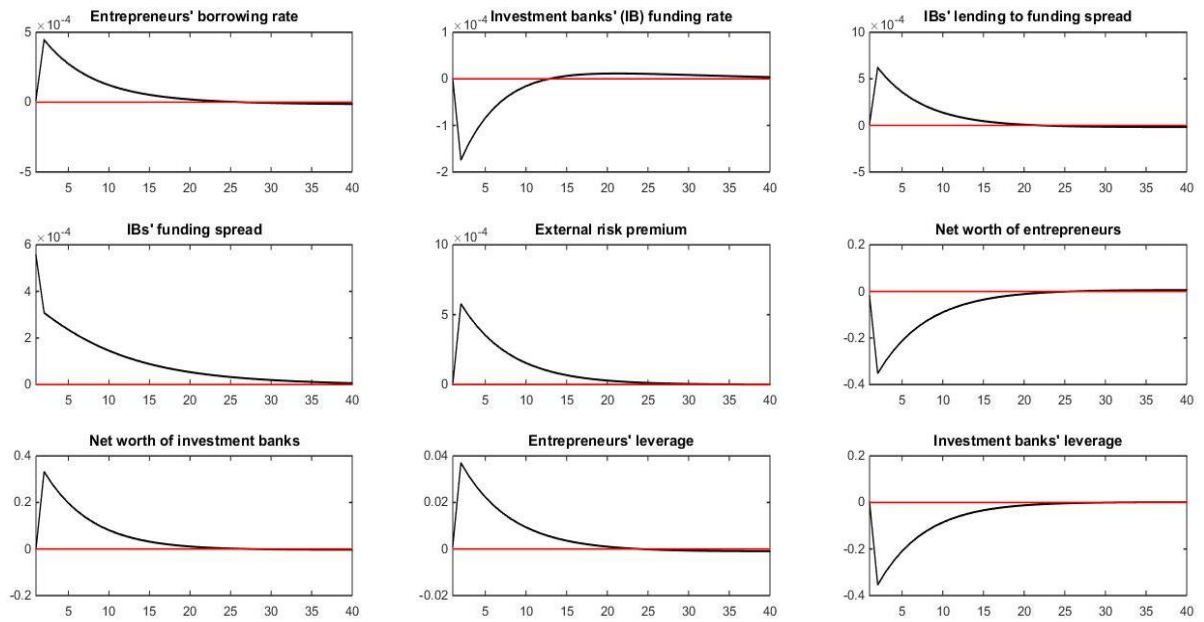 Entrepreneurs' borrowing rate
5 ×10⁻⁴
0
-5
5 10 15 20 25 30 35 40
Investment banks' (IB) funding rate
1 ×10⁻⁴
0
-1
-2
5 10 15 20 25 30 35 40
IBs' lending to funding spread
10 ×10⁻⁴
5
0
-5
5 10 15 20 25 30 35 40
IBs' funding spread
6 ×10⁻⁴
4
2
0
5 10 15 20 25 30 35 40
External risk premium
10 ×10⁻⁴
5
0
5 10 15 20 25 30 35 40
Net worth of entrepreneurs
0.2
0
-0.2
-0.4
5 10 15 20 25 30 35 40
Net worth of investment banks
0.4
0.2
0
-0.2
5 10 15 20 25 30 35 40
Entrepreneurs' leverage
0.04
0.02
0
-0.02
5 10 15 20 25 30 35 40
Investment banks' leverage
0.2
0
-0.2
-0.4
5 10 15 20 25 30 35 40